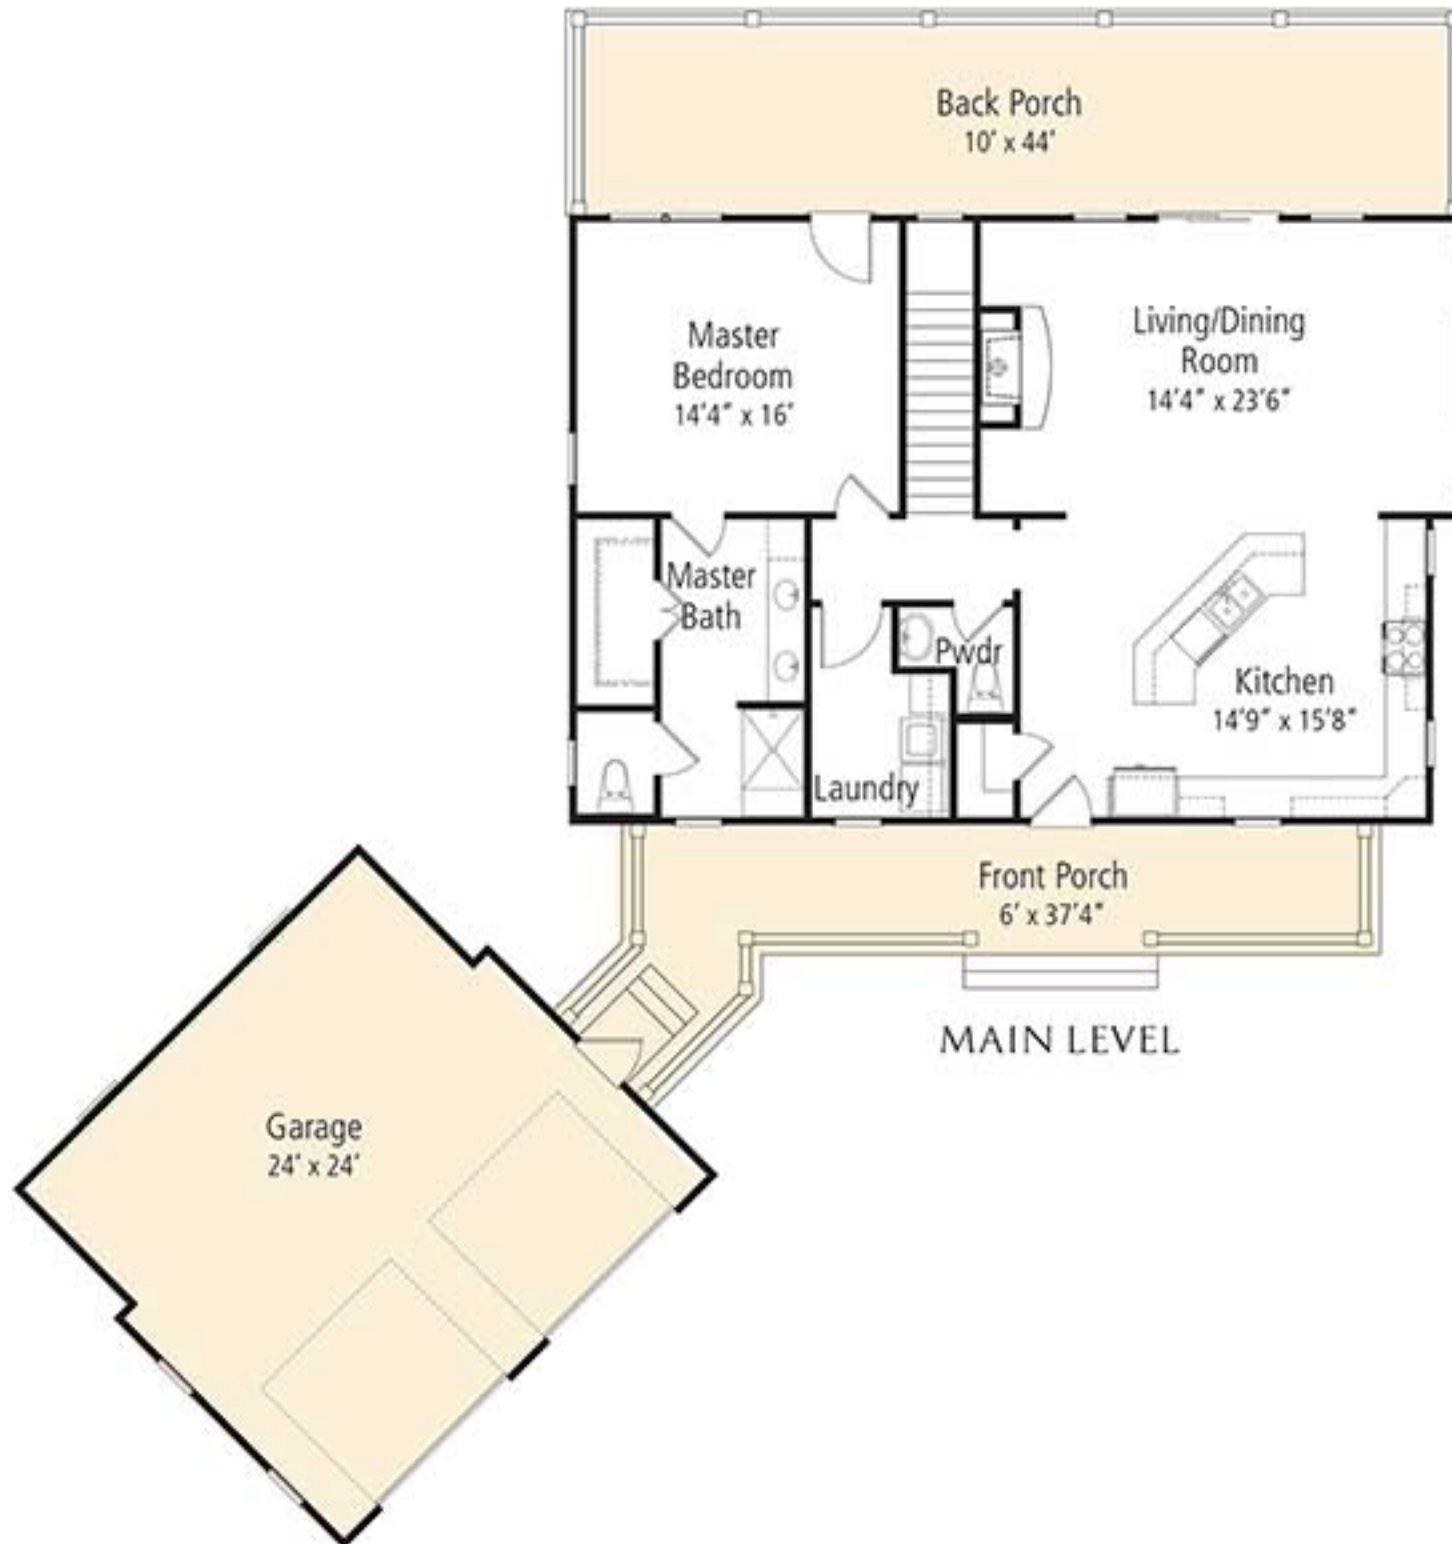 Back Porch
10' x 44'
Master
Bedroom
14'4" x 16'
Living/Dining
Room
14'4" x 23'6"
Master
Bath
Pwdr
Kitchen
14'9" x 15'8"
Laundry
Front Porch
6' x 37'4"
MAIN LEVEL
Garage
24' x 24'